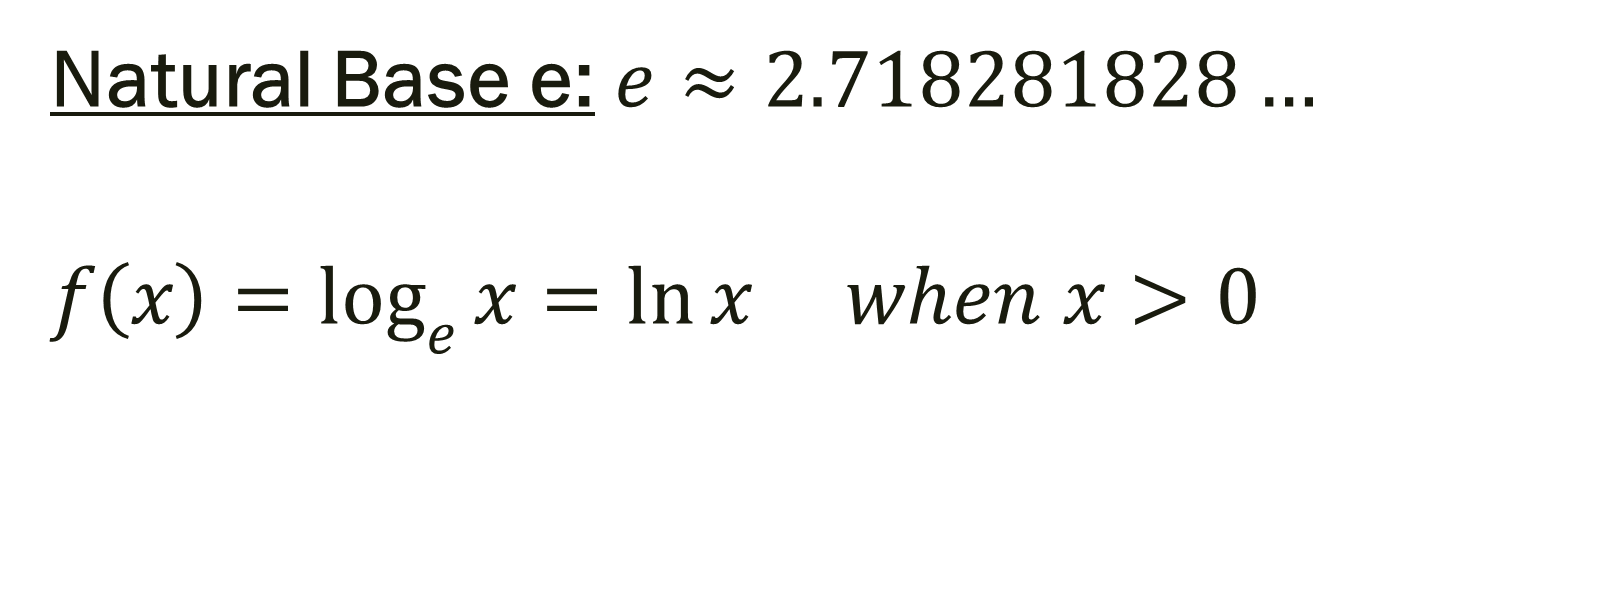 Natural Base e: e ≈ 2.718281828 …
f(x) = logₑ x = ln x when x > 0